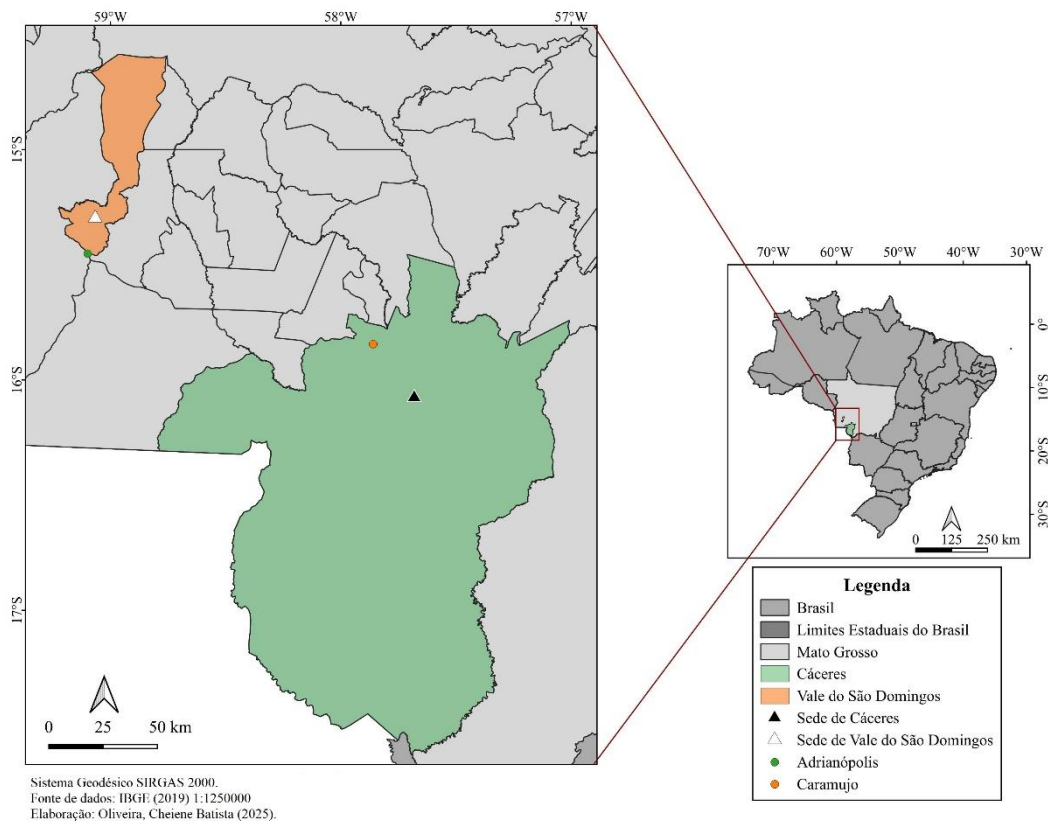 59°W
58°W
57°W
15°S
16°S
17°S
0 25 50 km
70°W 60°W 50°W 40°W 30°W
0°
10°S
20°S
30°S
0 125 250 km
Legenda
Brasil
Limites Estaduais do Brasil
Mato Grosso
Cáceres
Vale do São Domingos
Sede de Cáceres
Sede de Vale do São Domingos
Adrianópolis
Caramujo
Sistema Geodésico SIRGAS 2000.
Fonte de dados: IBGE (2019) 1:1250000
Elaboração: Oliveira, Cheiene Batista (2025).